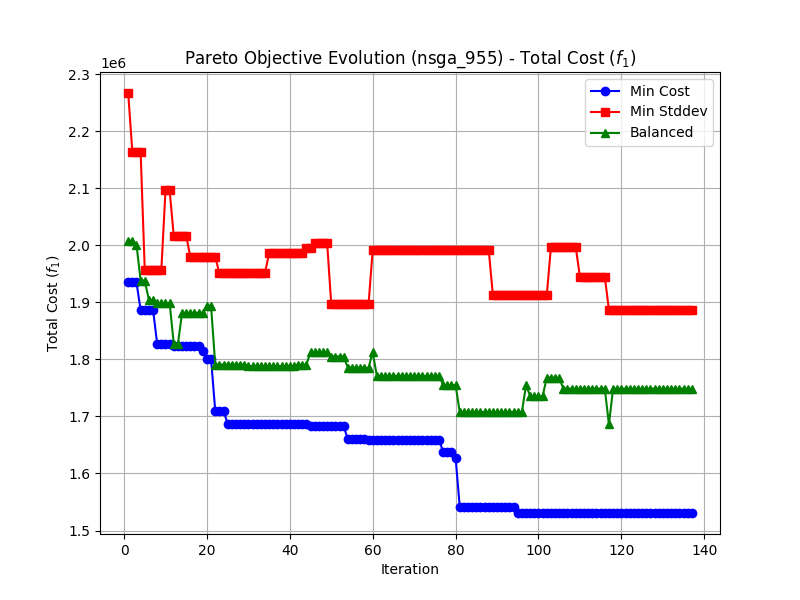 Pareto Objective Evolution (nsga_955) - Total Cost (f₁)
1e6
2.3
2.2
2.1
2.0
1.9
1.8
1.7
1.6
1.5
Total Cost (f₁)
Min Cost
Min Stddev
Balanced
0 20 40 60 80 100 120 140
Iteration